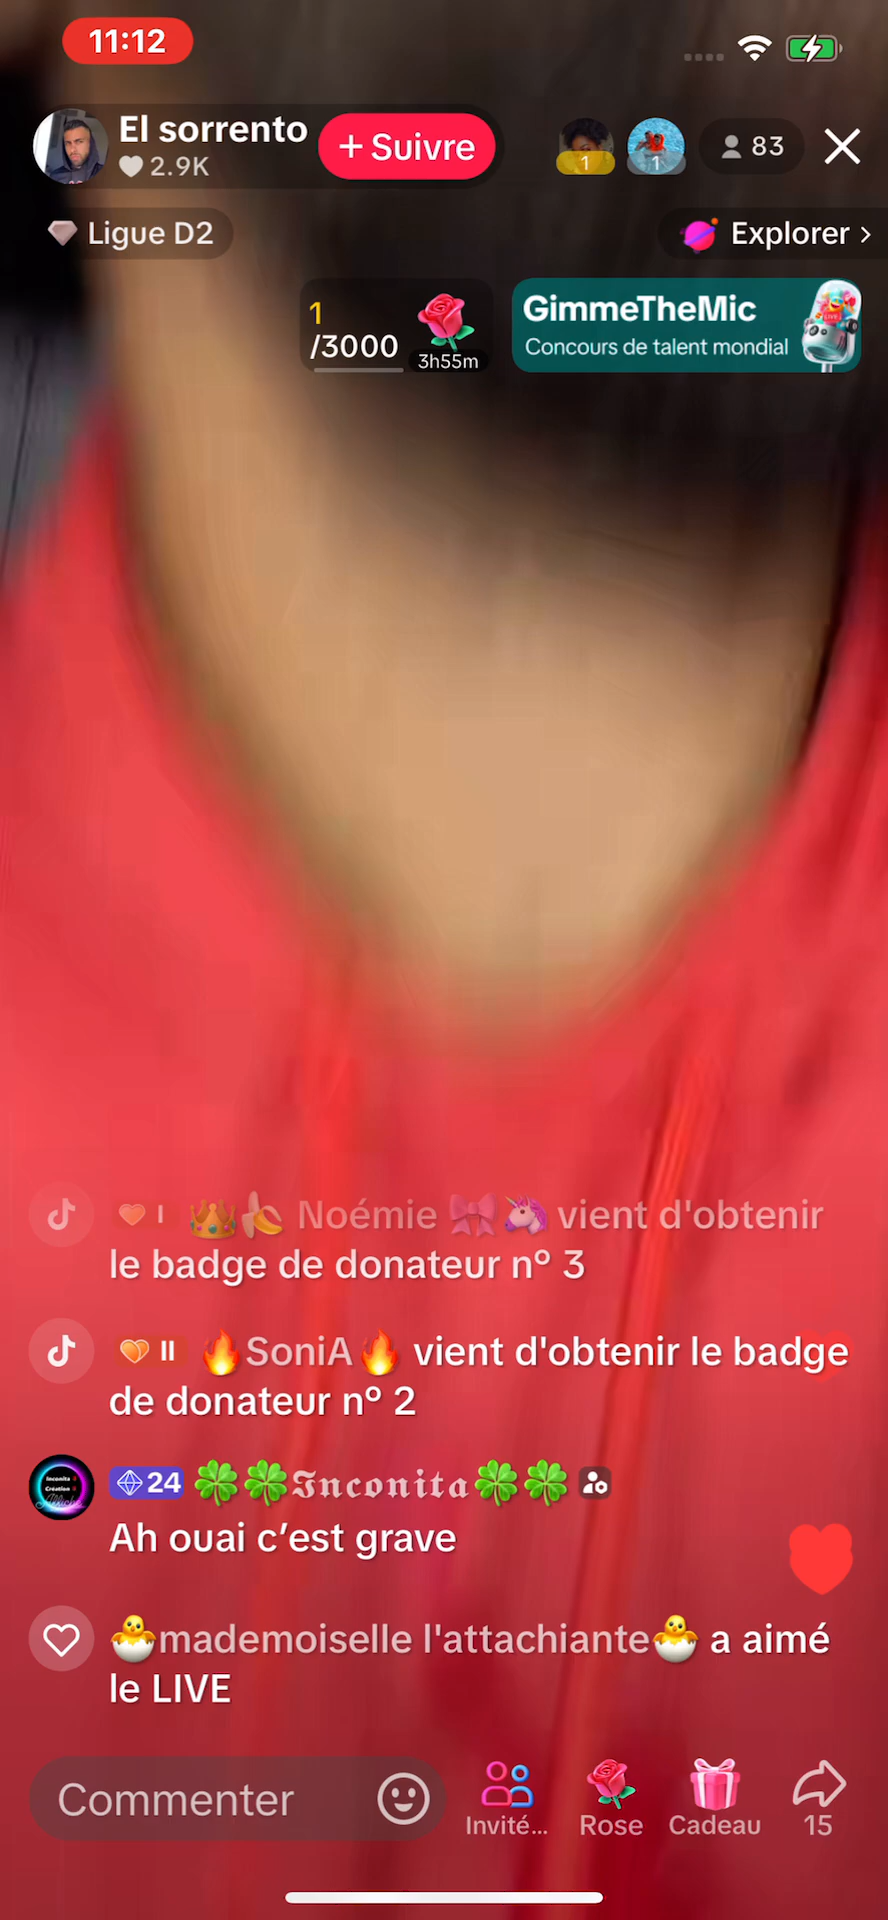 11:12
El sorrento
2.9K
+ Suivre
1
1
83
Ligue D2
Explorer >
1
/3000
3h55m
GimmeTheMic
Concours de talent mondial
I 👑🍌 Noémie 🎀🦄 vient d'obtenir
le badge de donateur n° 3
II 🔥SoniA🔥 vient d'obtenir le badge
de donateur n° 2
24 🍀🍀𝕴𝖓𝖈𝖔𝖓𝖎𝖙𝖆🍀🍀
Ah ouai c’est grave
🐣mademoiselle l'attachiante🐣 a aimé
le LIVE
Commenter
Invité...
Rose
Cadeau
15